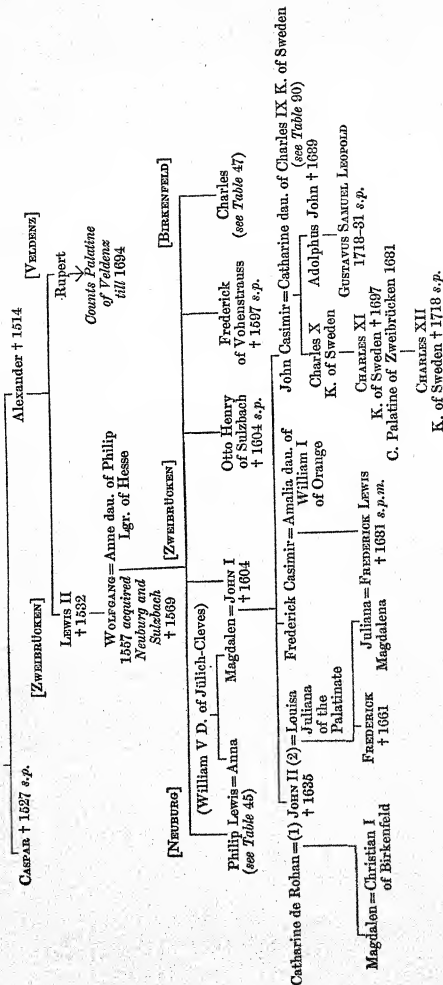 CASPAR † 1527 s.p.
Alexander † 1514
[ZWEIBRÜCKEN]
[VELDENZ]
LEWIS II
† 1532
Rupert
Counts Palatine
of Veldenz
till 1694
WOLFGANG = Anne dau. of Philip
1557 acquired Lgr. of Hesse
Neuburg and
Sulzbach
† 1569
[NEUBURG]
[ZWEIBRÜCKEN]
[BIRKENFELD]
(William V D. of Jülich-Cleves)
Philip Lewis = Anna
(see Table 45)
Magdalen = JOHN I
† 1604
Otto Henry
of Sulzbach
† 1604 s.p.
Frederick
of Vohenstrauss
† 1597 s.p.
Charles
(see Table 47)
Catharine de Rohan = (1) JOHN II (2) = Louisa
† 1635 Juliana
of the
Palatinate
Frederick Casimir = Amalia dau. of
William I
of Orange
John Casimir = Catharine dau. of Charles IX K. of Sweden
(see Table 90)
Magdalen = Christian I
of Birkenfeld
FREDERICK
† 1661
Juliana = FREDERICK LEWIS
Magdalena † 1681 s.p.m.
Charles X
K. of Sweden
Adolphus John † 1689
CHARLES XI
K. of Sweden † 1697
C. Palatine of Zweibrücken 1681
GUSTAVUS SAMUEL LEOPOLD
1718–31 s.p.
CHARLES XII
K. of Sweden † 1718 s.p.